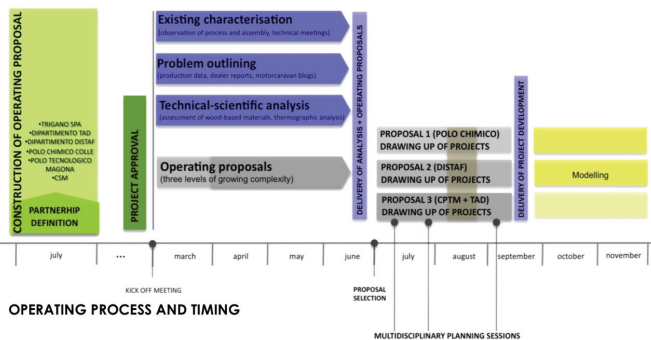 CONSTRUCTION OF OPERATING PROPOSAL
•TRIGANO SPA
•DIPARTIMENTO TAD
•DIPARTIMENTO DISTAF
•POLO CHIMICO COLLE
•POLO TECNOLOGICO
MAGONA
•CSM
PARTNERHIP
DEFINITION
PROJECT APPROVAL
Existing characterisation
(observation of process and assembly, technical meetings)
Problem outlining
(production data, dealer reports, motorcaravan blogs)
Technical-scientific analysis
(assessment of wood-based materials, thermographic analysis)
Operating proposals
(three levels of growing complexity)
DELIVERY OF ANALYSIS + OPERATING PROPOSALS
PROPOSAL 1 (POLO CHIMICO)
DRAWING UP OF PROJECTS
PROPOSAL 2 (DISTAF)
DRAWING UP OF PROJECTS
PROPOSAL 3 (CPTM + TAD)
DRAWING UP OF PROJECTS
DELIVERY OF PROJECT DEVELOPMENT
Modelling
july ... march april may june july august september october november
KICK OFF MEETING
PROPOSAL
SELECTION
OPERATING PROCESS AND TIMING
MULTIDISCIPLINARY PLANNING SESSIONS